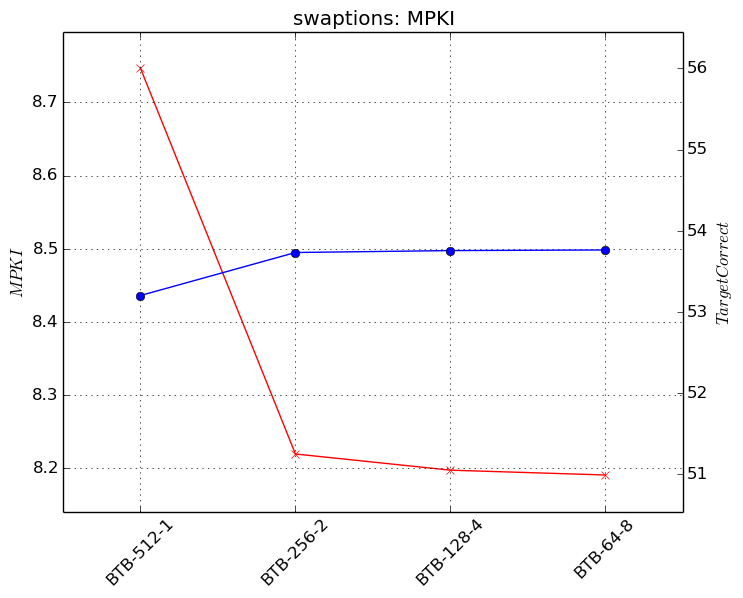 swaptions: MPKI
8.7
8.6
8.5
8.4
8.3
8.2
MPKI
56
55
54
53
52
51
TargetCorrect
BTB-512-1
BTB-256-2
BTB-128-4
BTB-64-8